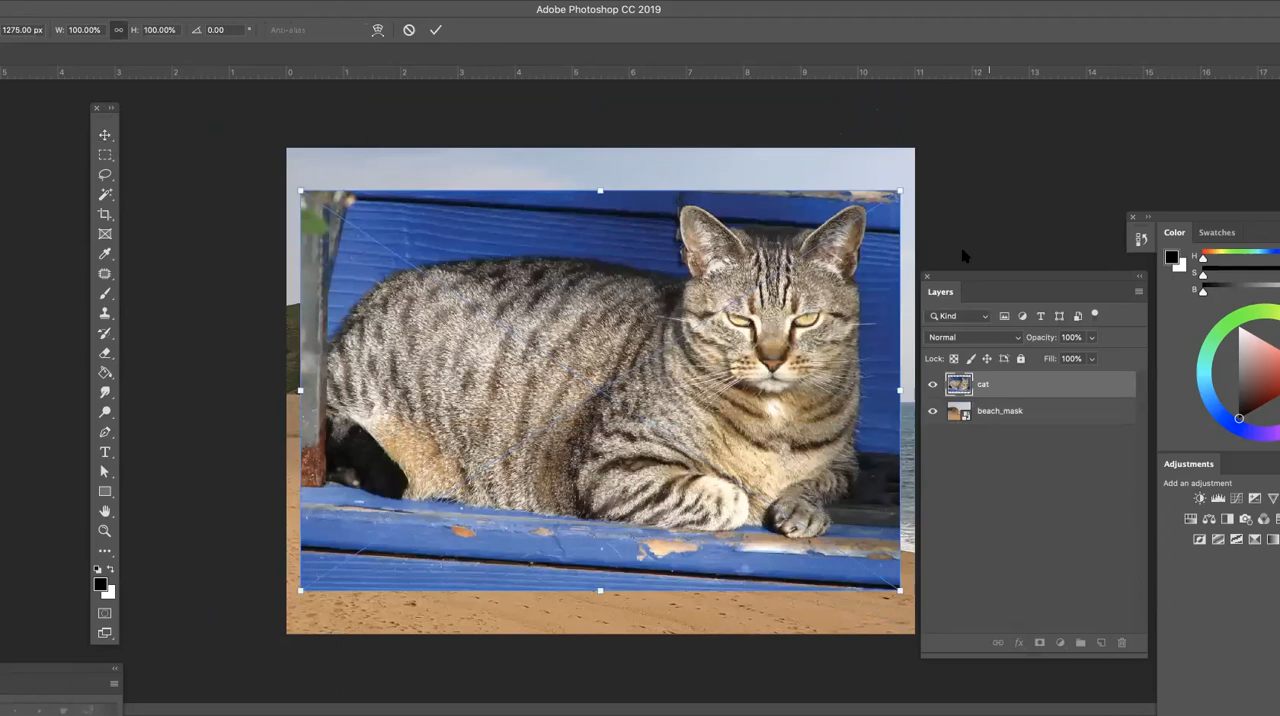 Adobe Photoshop CC 2019
1275.00 px W: 100.00% H: 100.00% 0.00 ° Anti-alias
5 4 3 2 1 0 1 2 3 4 5 6 7 8 9 10 11 12 13 14 15 16 17
Color Swatches
H
S
B
Layers
Kind
Normal Opacity: 100%
Lock: Fill: 100%
cat
beach_mask
Adjustments
Add an adjustment